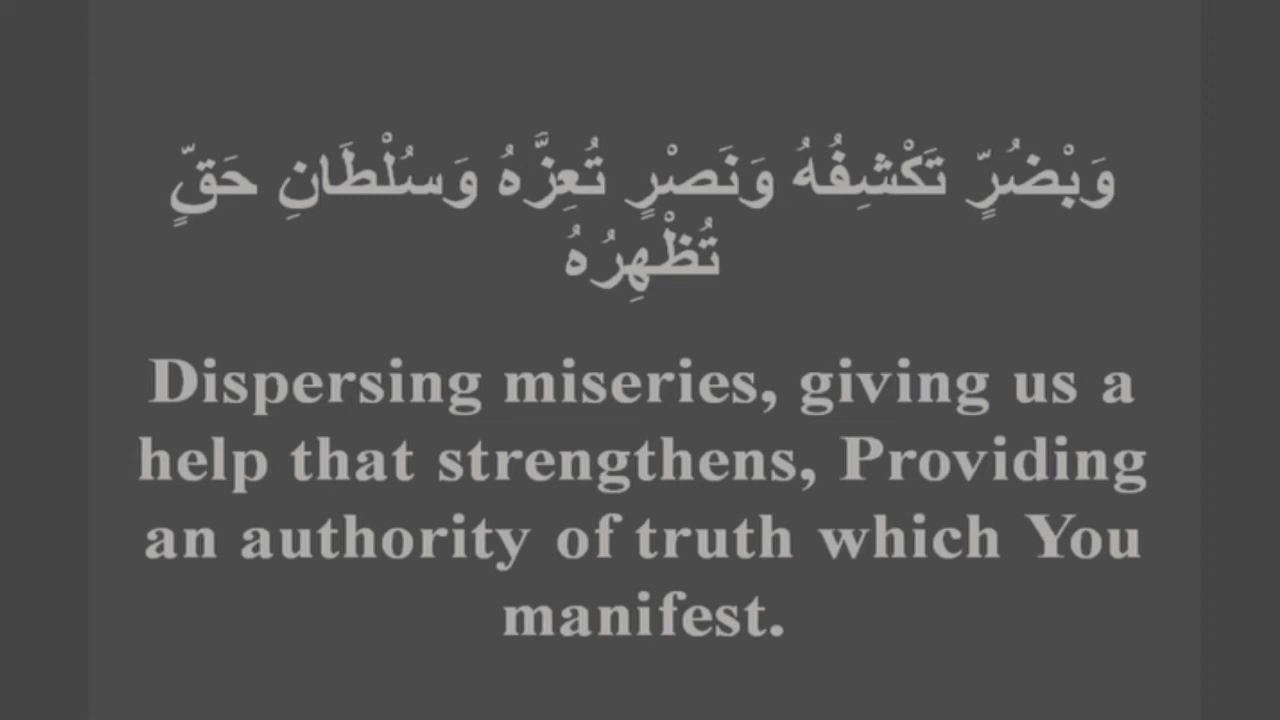 وَبْضُرٍّ تَكْشِفُهُ وَنَصْرٍ تُعِزَّهُ وَسُلْطَانِ حَقٍّ
تُظْهِرُهُ
Dispersing miseries, giving us a
help that strengthens, Providing
an authority of truth which You
manifest.